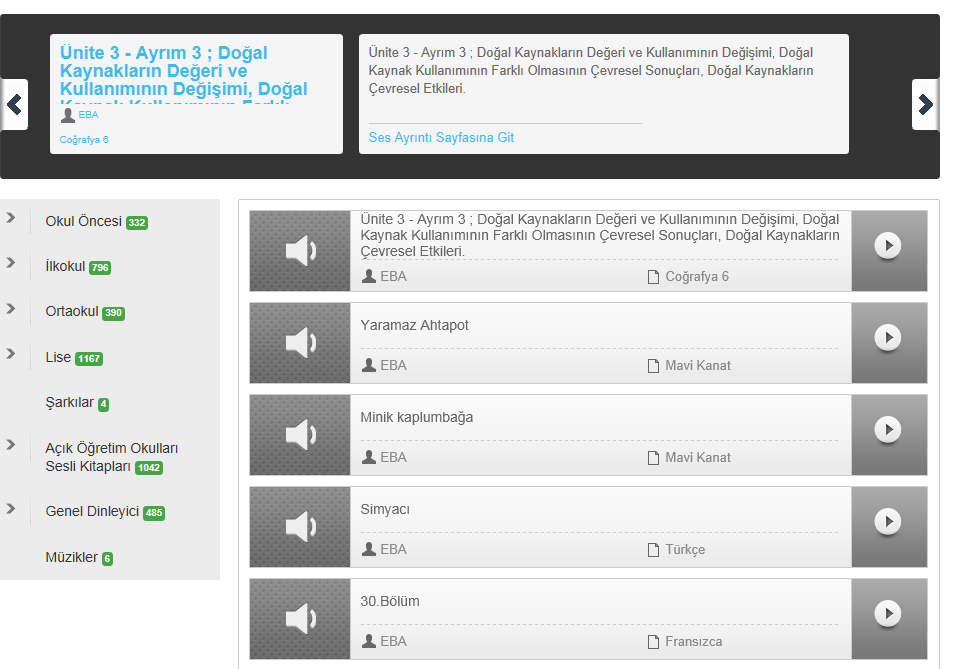 Ünite 3 - Ayrım 3 ; Doğal
Kaynakların Değeri ve
Kullanımının Değişimi, Doğal
Kaynak Kullanımının Farklı
EBA
Coğrafya 6
Ünite 3 - Ayrım 3 ; Doğal Kaynakların Değeri ve Kullanımının Değişimi, Doğal
Kaynak Kullanımının Farklı Olmasının Çevresel Sonuçları, Doğal Kaynakların
Çevresel Etkileri.
Ses Ayrıntı Sayfasına Git
Okul Öncesi 332
İlkokul 796
Ortaokul 390
Lise 1167
Şarkılar 4
Açık Öğretim Okulları
Sesli Kitapları 1042
Genel Dinleyici 485
Müzikler 6
Ünite 3 - Ayrım 3 ; Doğal Kaynakların Değeri ve Kullanımının Değişimi, Doğal
Kaynak Kullanımının Farklı Olmasının Çevresel Sonuçları, Doğal Kaynakların
Çevresel Etkileri.
EBA Coğrafya 6
Yaramaz Ahtapot
EBA Mavi Kanat
Minik kaplumbağa
EBA Mavi Kanat
Simyacı
EBA Türkçe
30.Bölüm
EBA Fransızca